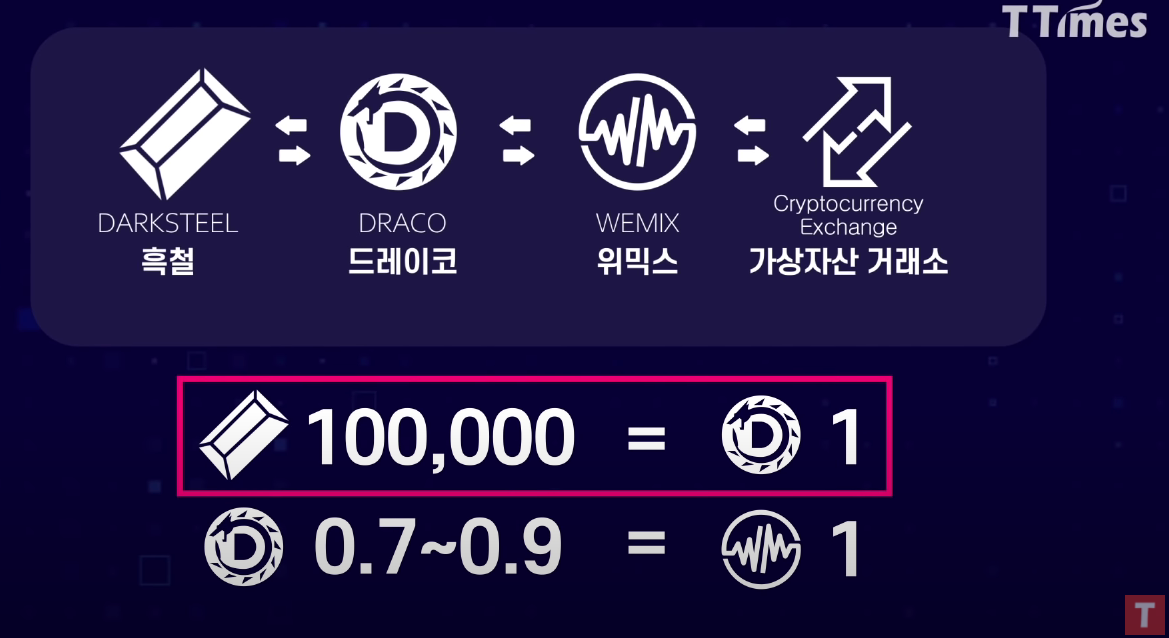 TTimes
DARKSTEEL DRACO WEMIX Cryptocurrency Exchange
흑철 드레이코 위믹스 가상자산 거래소
100,000 = D 1
D 0.7~0.9 = 1
T